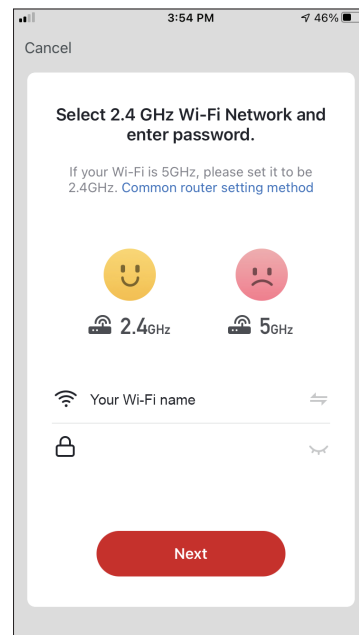 3:54 PM
46%
Cancel
Select 2.4 GHz Wi-Fi Network and
enter password.
If your Wi-Fi is 5GHz, please set it to be
2.4GHz. Common router setting method
2.4GHz
5GHz
Your Wi-Fi name
Next